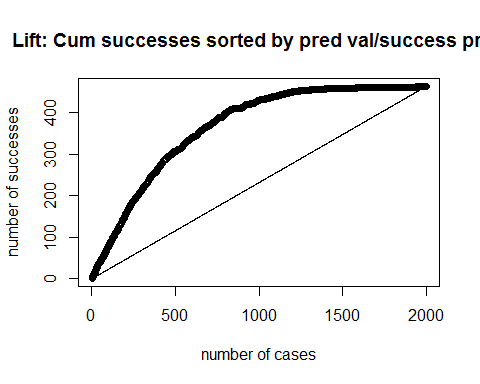 Lift: Cum successes sorted by pred val/success pr
number of successes
400
300
200
100
0
0 500 1000 1500 2000
number of cases